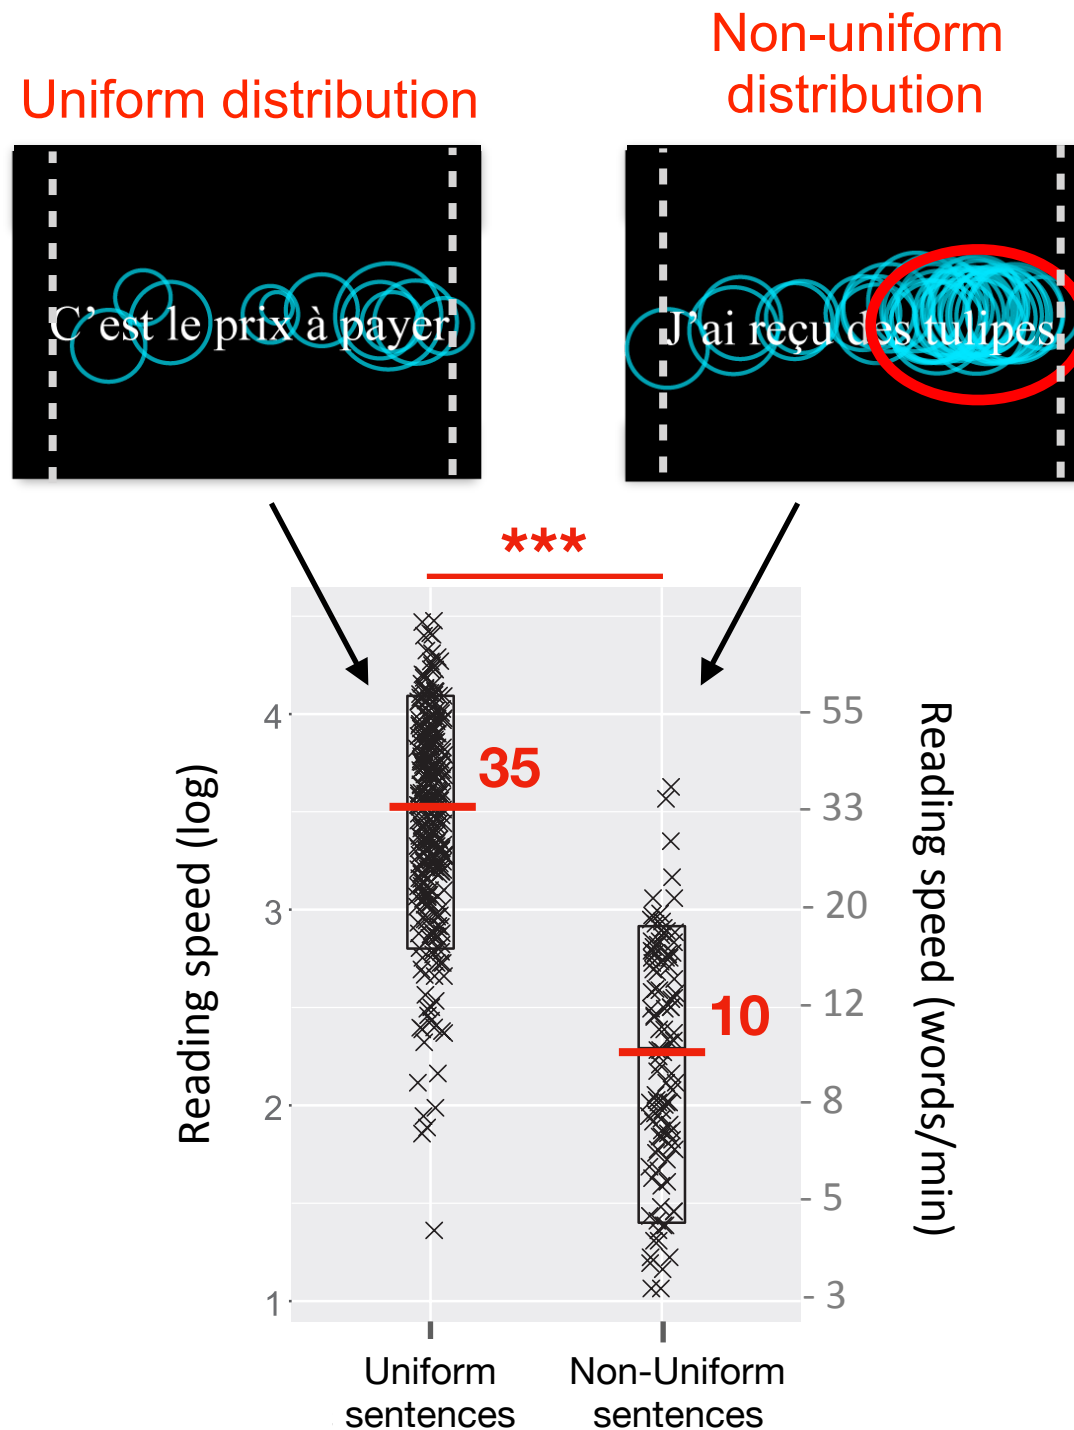 Non-uniform
distribution
Uniform distribution
C’est le prix à payer
J’ai reçu des tulipes
***
4
3
2
1
Reading speed (log)
35
10
55
33
20
12
8
5
3
Reading speed (words/min)
Uniform
sentences
Non-Uniform
sentences